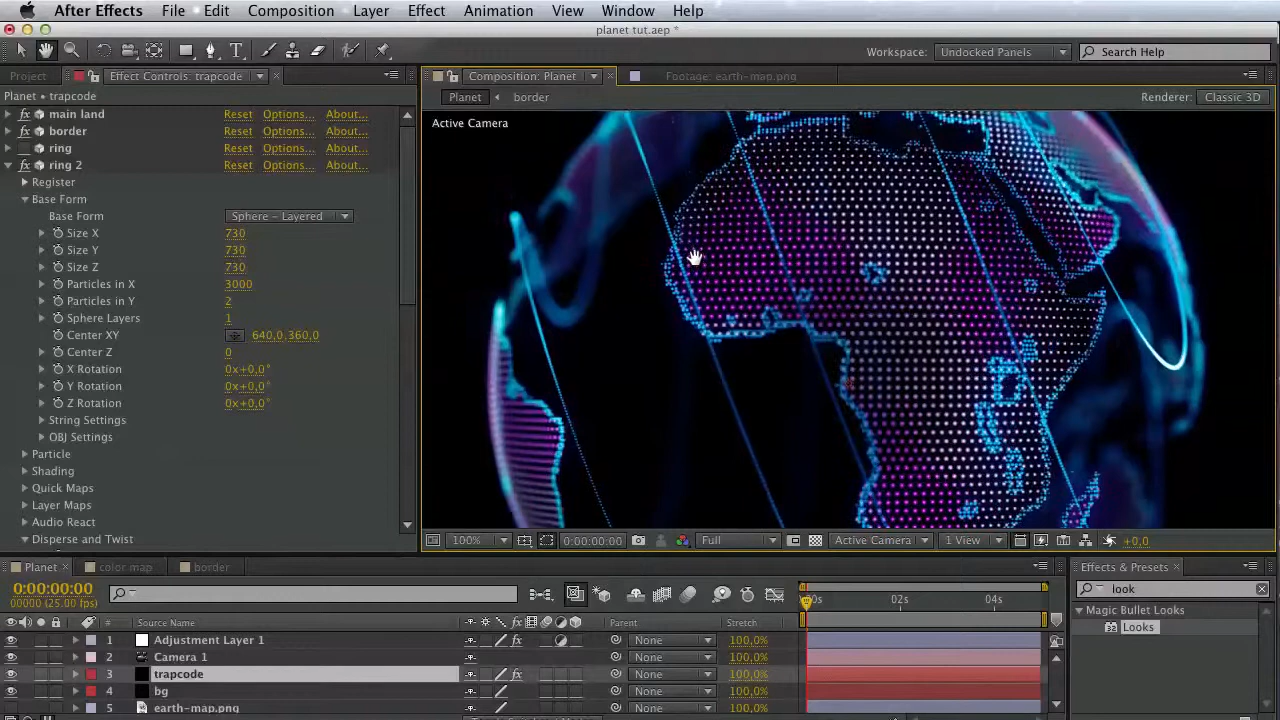 After Effects File Edit Composition Layer Effect Animation View Window Help
planet tut.aep *
Workspace: Undocked Panels Search Help
Project Effect Controls: trapcode Composition: Planet Footage: earth-map.png
Planet • trapcode
Planet border Renderer: Classic 3D
Active Camera
main land Reset Options... About...
border Reset Options... About...
ring Reset Options... About...
ring 2 Reset Options... About...
Register
Base Form
Base Form Sphere - Layered
Size X 730
Size Y 730
Size Z 730
Particles in X 3000
Particles in Y 2
Sphere Layers 1
Center XY 640,0,360,0
Center Z 0
X Rotation 0x+0,0°
Y Rotation 0x+0,0°
Z Rotation 0x+0,0°
String Settings
OBJ Settings
Particle
Shading
Quick Maps
Layer Maps
Audio React
Disperse and Twist
100% 0:00:00:00 Full Active Camera 1 View +0,0
Planet color map border Effects & Presets
0:00:00:00
00000 (25.00 fps)
look
0s 02s 04s
# Source Name Parent Stretch
Magic Bullet Looks
Looks
1 Adjustment Layer 1 None 100,0%
2 Camera 1 None 100,0%
3 trapcode None 100,0%
4 bg None 100,0%
5 earth-map.png None 100,0%